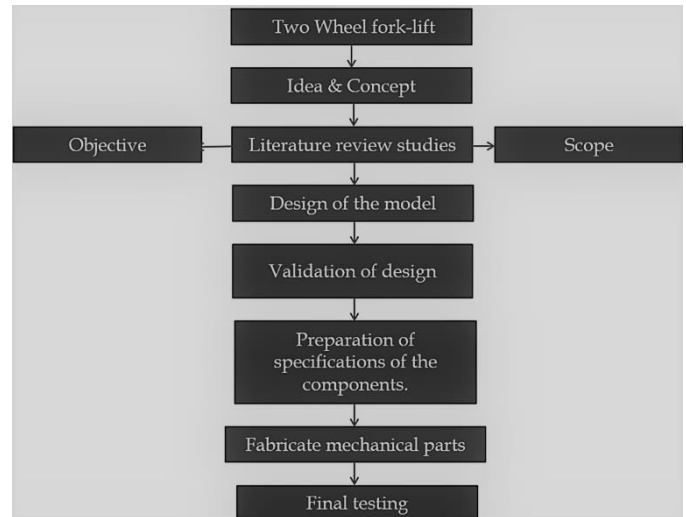 Two Wheel fork-lift
Idea & Concept
Objective
Literature review studies
Scope
Design of the model
Validation of design
Preparation of
specifications of the
components.
Fabricate mechanical parts
Final testing